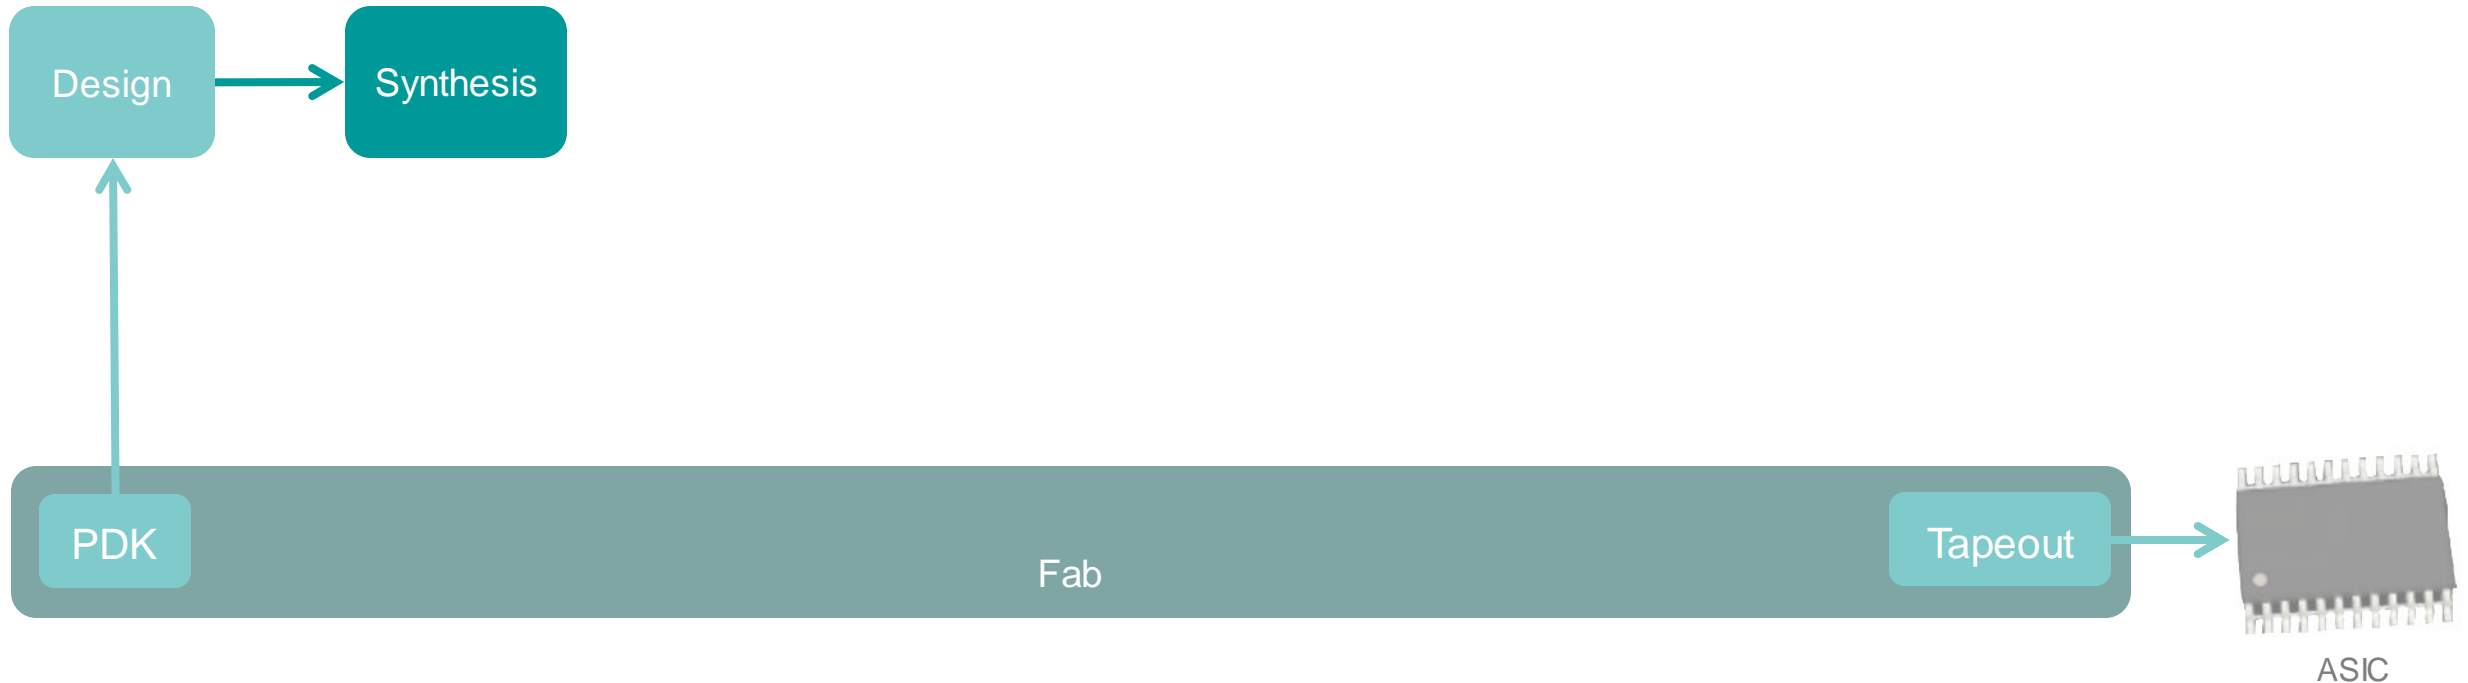 Design
Synthesis
PDK
Fab
Tapeout
ASIC